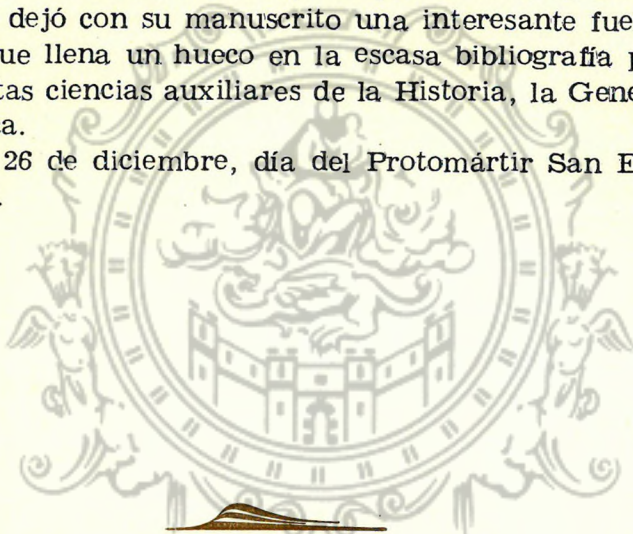 dejó con su manuscrito una interesante fue
ue llena un hueco en la escasa bibliografía p
tas ciencias auxiliares de la Historia, la Gene
ca.
26 de diciembre, día del Protomártir San E